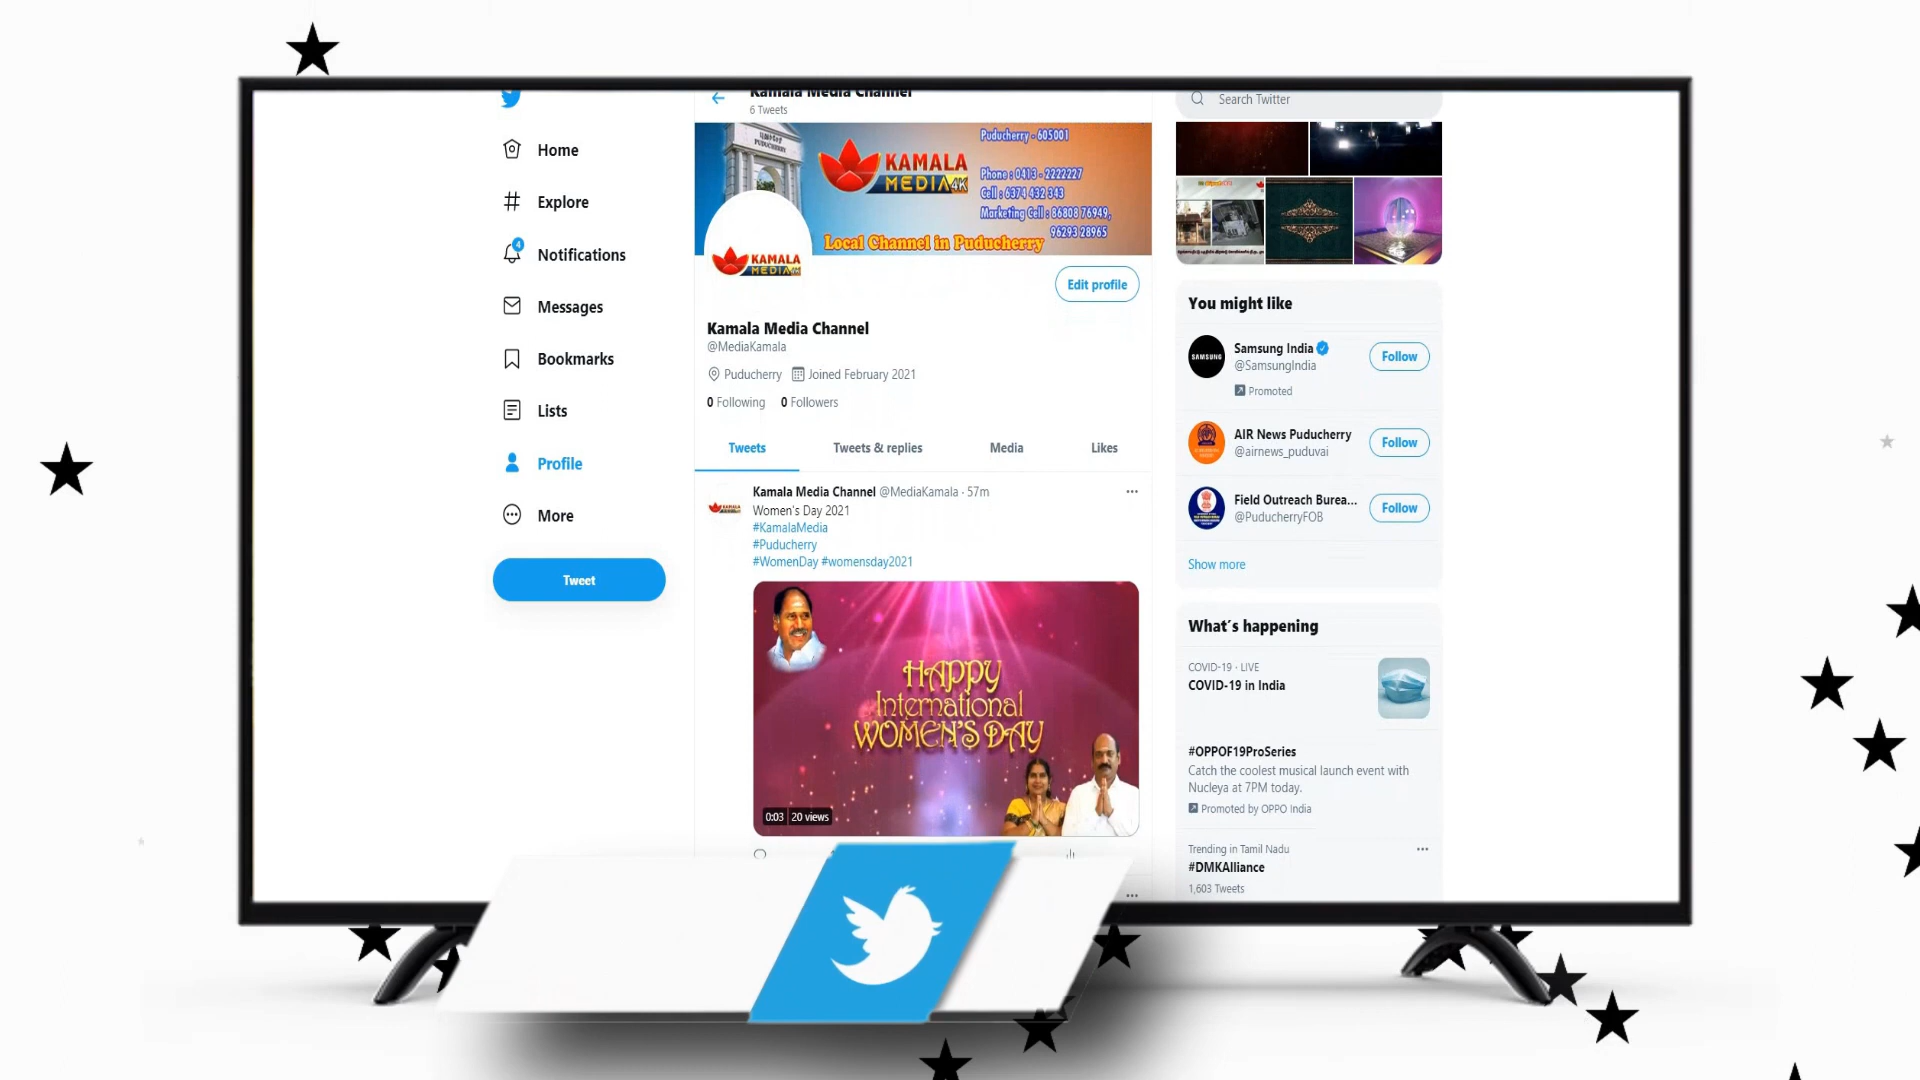 Kamala Media Channel
6 Tweets
Search Twitter
Home
Explore
4
Notifications
Messages
Bookmarks
Lists
Profile
More
Tweet
KAMALA
MEDIA 4K
Puducherry - 605001
Phone : 0413 - 2222227
Cell : 6374 432 343
Marketing Cell : 86808 76949,
96293 28965
Local Channel in Puducherry
KAMALA
MEDIA 4K
Edit profile
Kamala Media Channel
@MediaKamala
Puducherry Joined February 2021
0 Following 0 Followers
Tweets Tweets & replies Media Likes
Kamala Media Channel @MediaKamala · 57m
Women's Day 2021
#KamalaMedia
#Puducherry
#WomenDay #womensday2021
HAPPY
International
WOMEN'S DAY
0:03 20 views
You might like
SAMSUNG
Samsung India
@SamsungIndia
Follow
Promoted
AIR News Puducherry
@airnews_puduvai
Follow
Field Outreach Burea...
@PuducherryFOB
Follow
Show more
What's happening
COVID-19 · LIVE
COVID-19 in India
#OPPOF19ProSeries
Catch the coolest musical launch event with
Nucleya at 7PM today.
Promoted by OPPO India
Trending in Tamil Nadu
#DMKAlliance
1,603 Tweets